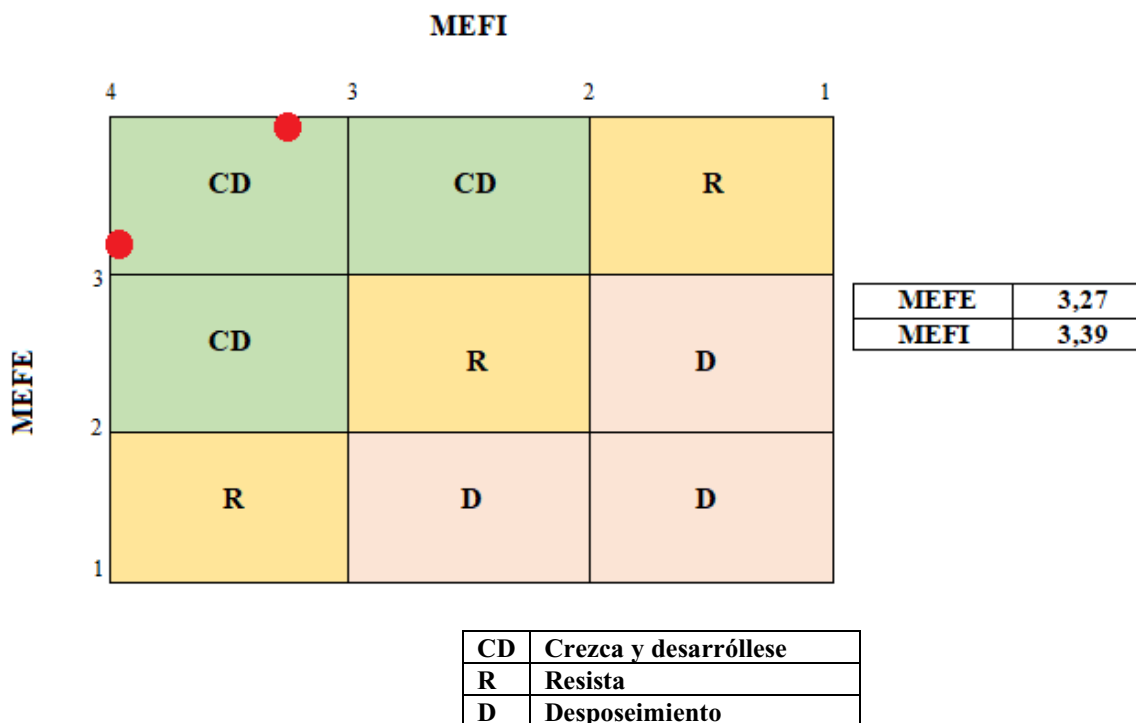 MEFI
4 3 2 1
CD CD R
3
MEFE 3,27
MEFI 3,39
CD R D
MEFE
2
R D D
1
CD Crezca y desarróllese
R Resista
D Desposeimiento